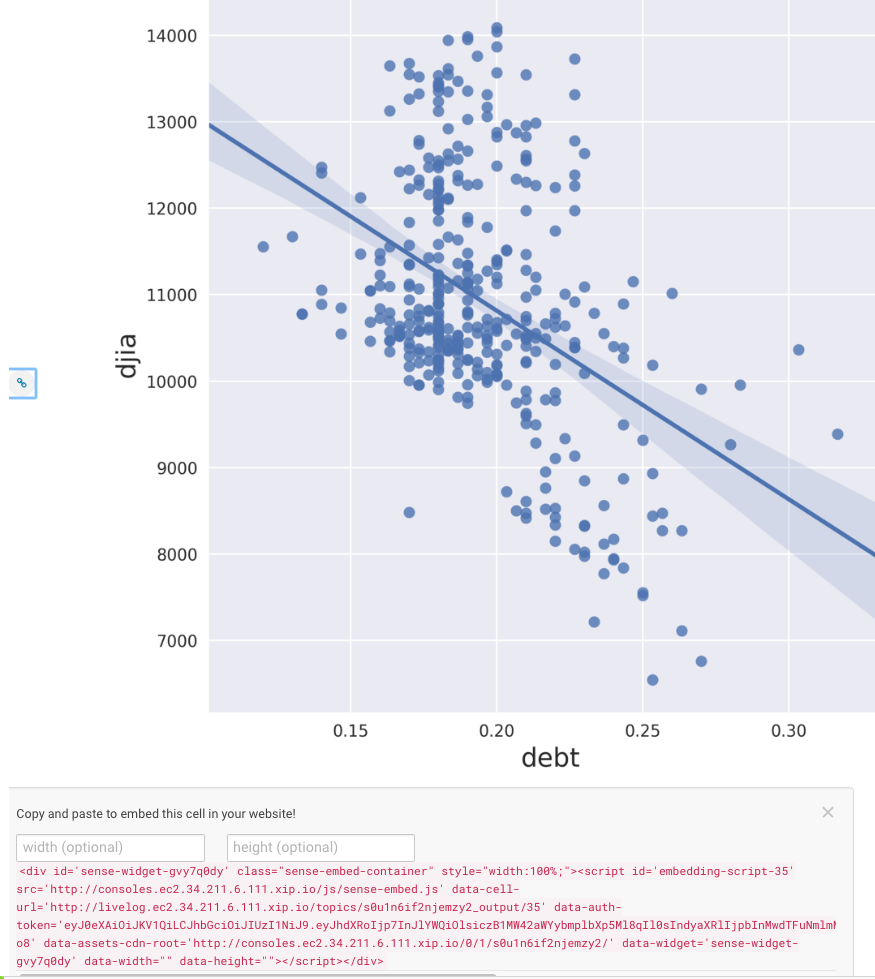 14000
13000
12000
11000
10000
9000
8000
7000
djia
0.15 0.20 0.25 0.30
debt
Copy and paste to embed this cell in your website!
width (optional) height (optional)
<div id='sense-widget-gvy7q0dy' class="sense-embed-container" style="width:100%;"><script id='embedding-script-35'
src='http://consoles.ec2.34.211.6.111.xip.io/js/sense-embed.js' data-cell-
url='http://livelog.ec2.34.211.6.111.xip.io/topics/s0u1n6if2njemzy2_output/35' data-auth-
token='eyJ0eXAiOiJKV1QiLCJhbGciOiJIUzI1NiJ9.eyJhdXRoIjp7InJlYWQiOlsiczB1MW42aWYybmplbXp5Ml8qIl0sIndyaXRlIjpbInMwdTFuNmlmM
o8' data-assets-cdn-root='http://consoles.ec2.34.211.6.111.xip.io/0/1/s0u1n6if2njemzy2/' data-widget='sense-widget-
gvy7q0dy' data-width="" data-height=""></script></div>